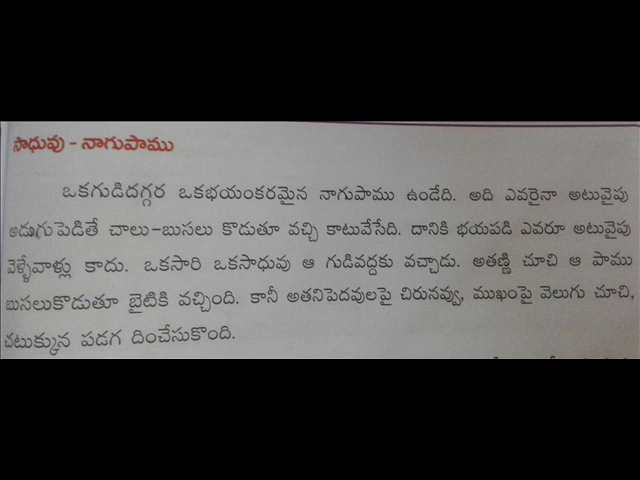 సాధువు - నాగుపాము
ఒకగుడిదగ్గర ఒకభయంకరమైన నాగుపాము ఉండేది. అది ఎవరైనా అటువైపు
అడుగుపెడితే చాలు-బుసలు కొడుతూ వచ్చి కాటువేసేది. దానికి భయపడి ఎవరూ అటువైపు
వెళ్ళేవాళ్లు కాదు. ఒకసారి ఒకసాధువు ఆ గుడివద్దకు వచ్చాడు. అతణ్ణి చూచి ఆ పాము
బుసలుకొడుతూ బైటికి వచ్చింది. కానీ అతనిపెదవులపై చిరునవ్వు, ముఖంపై వెలుగు చూచి,
చటుక్కున పడగ దించేసుకొంది.